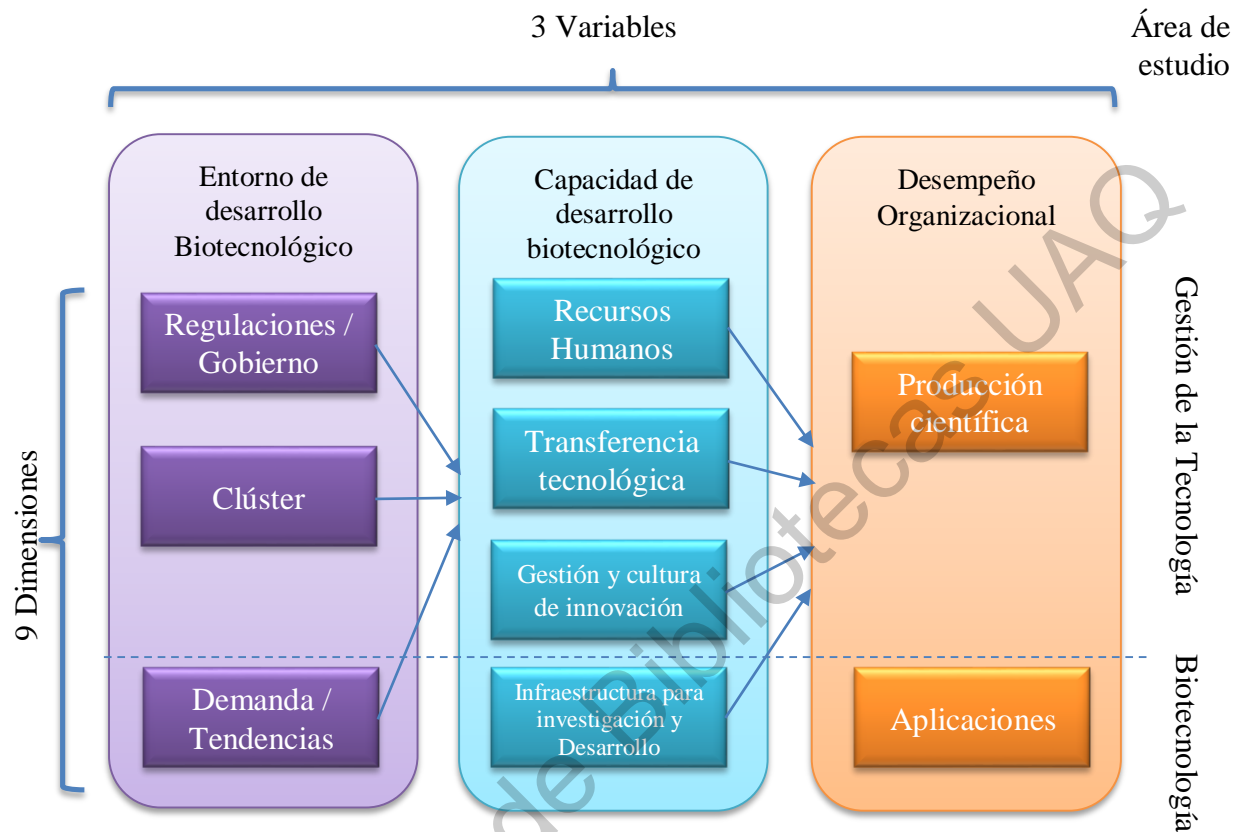 3 Variables
Área de
estudio
Entorno de
desarrollo
Biotecnológico
Capacidad de
desarrollo
biotecnológico
Desempeño
Organizacional
9 Dimensiones
Regulaciones /
Gobierno
Clúster
Demanda /
Tendencias
Recursos
Humanos
Transferencia
tecnológica
Gestión y cultura
de innovación
Infraestructura para
investigación y
Desarrollo
Producción
científica
Aplicaciones
Gestión de la Tecnología
Biotecnología
de Bibliotecas UAQ